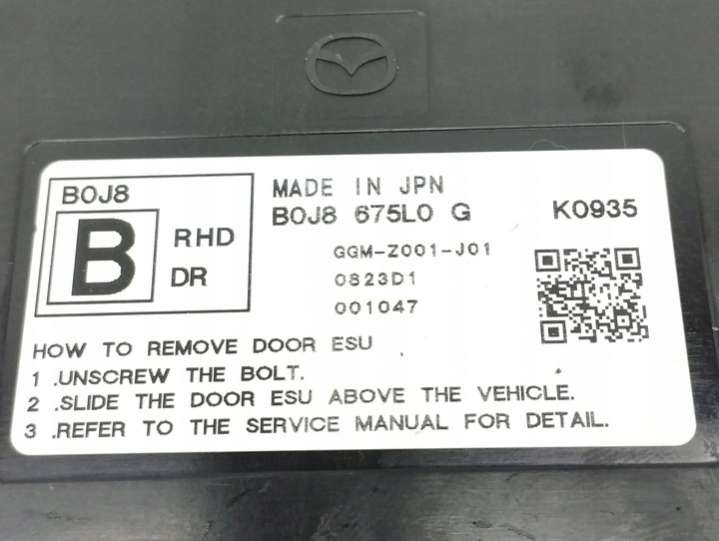 B0J8
B
RHD
DR
MADE IN JPN
B0J8 675L0 G
K0935
GGM-Z001-J01
0823D1
001047
HOW TO REMOVE DOOR ESU
1 .UNSCREW THE BOLT.
2 .SLIDE THE DOOR ESU ABOVE THE VEHICLE.
3 .REFER TO THE SERVICE MANUAL FOR DETAIL.